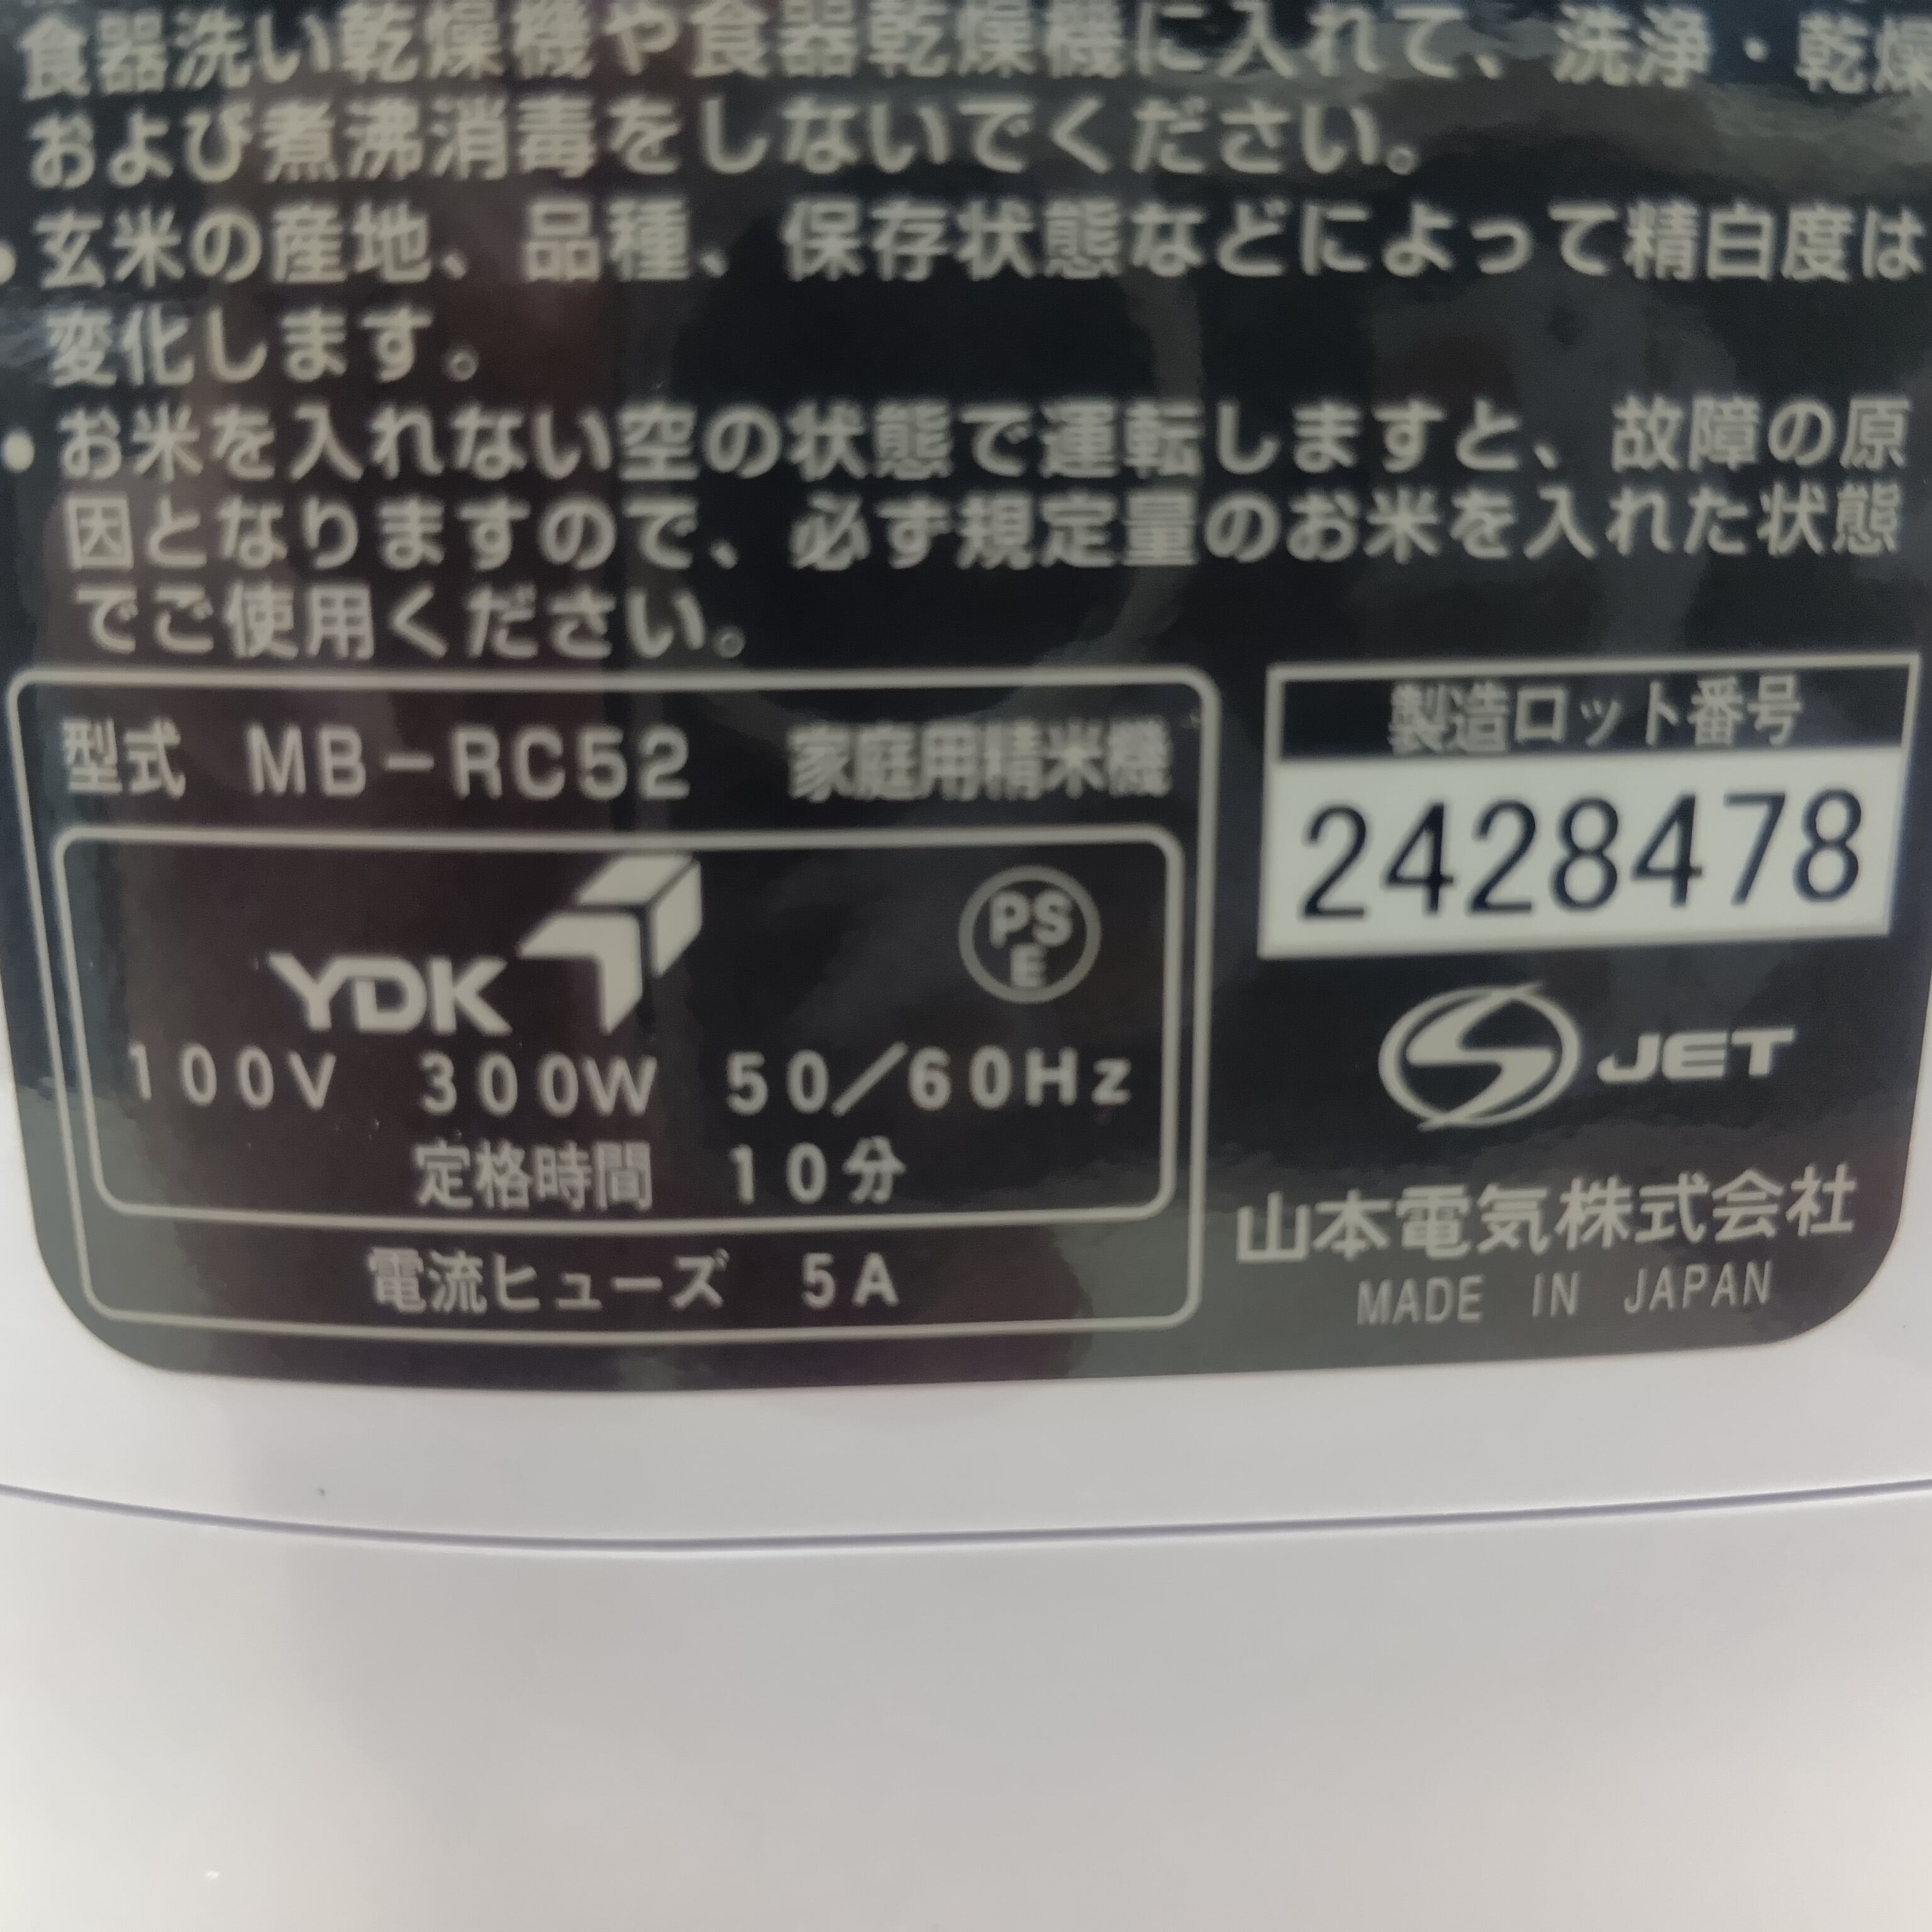 食器洗い乾燥機や食器乾燥機に入れて、洗浄・乾燥
および煮沸消毒をしないでください。
●玄米の産地、品種、保存状態などによって精白度は
変化します。
●お米を入れない空の状態で運転しますと、故障の原
因となりますので、必ず規定量のお米を入れた状態
でご使用ください。
型式 MB-RC52 家庭用精米機
YDK
PS
E
100V 300W 50/60Hz
定格時間 10分
電流ヒューズ 5A
製造ロット番号
2428478
JET
山本電気株式会社
MADE IN JAPAN